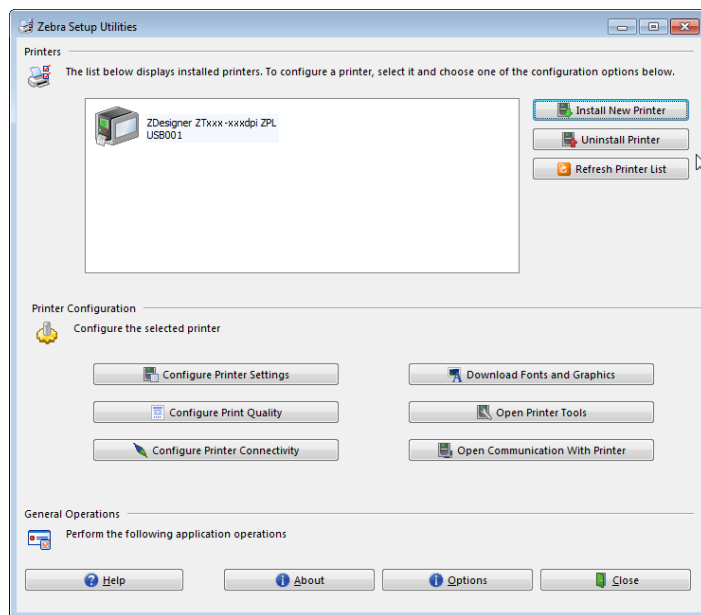 Zebra Setup Utilities
Printers
The list below displays installed printers. To configure a printer, select it and choose one of the configuration options below.
ZDesigner ZTxxx-xxxdpi ZPL
USB001
Install New Printer
Uninstall Printer
Refresh Printer List
Printer Configuration
Configure the selected printer
Configure Printer Settings
Download Fonts and Graphics
Configure Print Quality
Open Printer Tools
Configure Printer Connectivity
Open Communication With Printer
General Operations
Perform the following application operations
Help
About
Options
Close